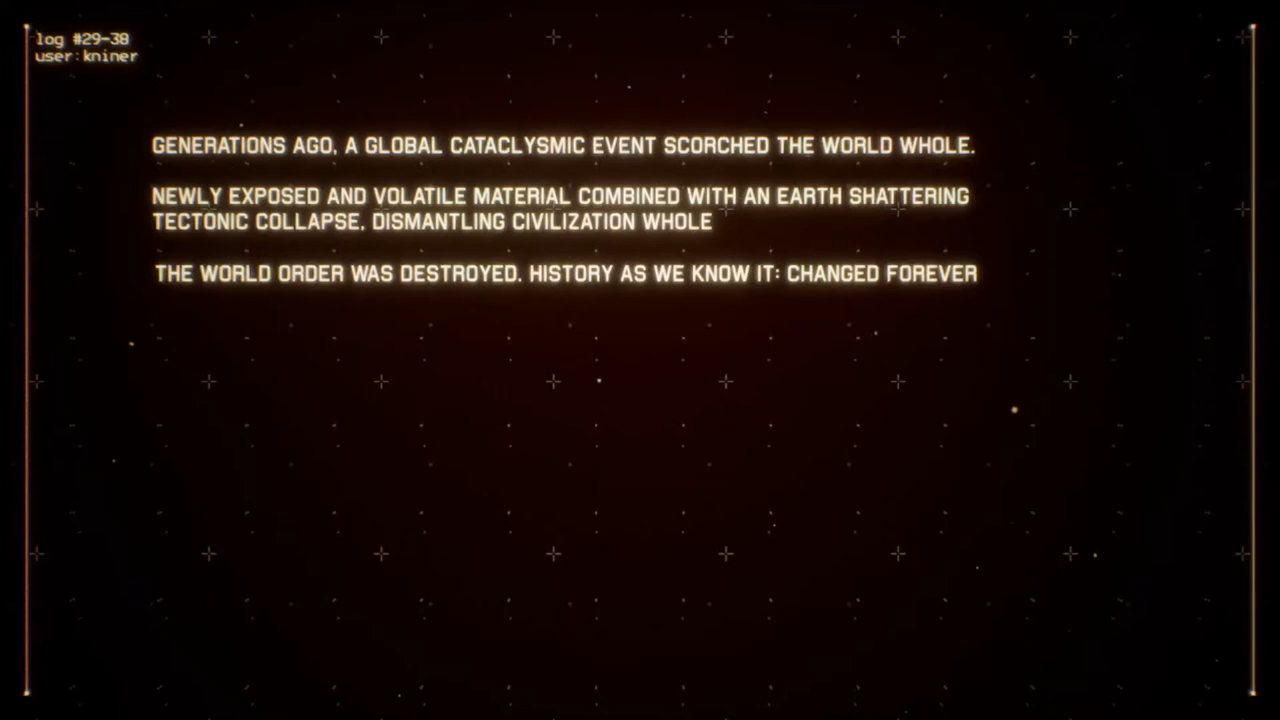 log #29-38
user:kniner
GENERATIONS AGO, A GLOBAL CATACLYSMIC EVENT SCORCHED THE WORLD WHOLE.
NEWLY EXPOSED AND VOLATILE MATERIAL COMBINED WITH AN EARTH SHATTERING
TECTONIC COLLAPSE, DISMANTLING CIVILIZATION WHOLE
THE WORLD ORDER WAS DESTROYED. HISTORY AS WE KNOW IT: CHANGED FOREVER